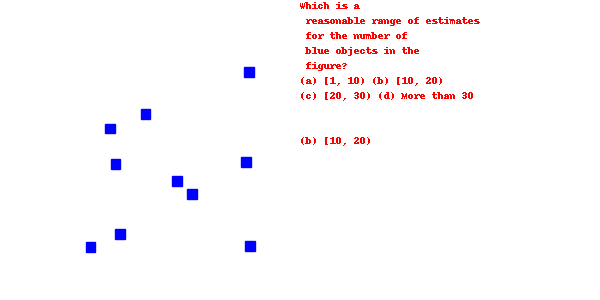 Which is a
reasonable range of estimates
for the number of
blue objects in the
figure?
(a) [1, 10) (b) [10, 20)
(c) [20, 30) (d) More than 30
(b) [10, 20)